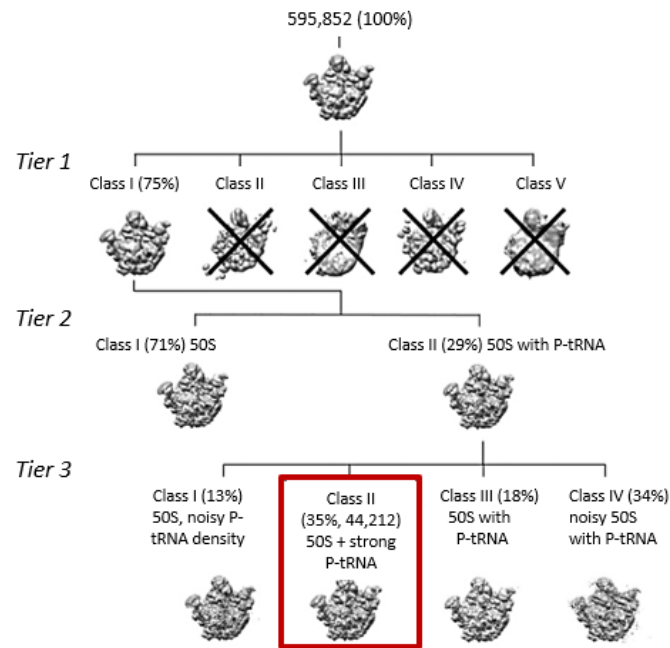 595,852 (100%)
Tier 1
Class I (75%)
Class II
Class III
Class IV
Class V
Tier 2
Class I (71%) 50S
Class II (29%) 50S with P-tRNA
Tier 3
Class I (13%)
50S, noisy P-
tRNA density
Class II
(35%, 44,212)
50S + strong
P-tRNA
Class III (18%)
50S with
P-tRNA
Class IV (34%)
noisy 50S
with P-tRNA